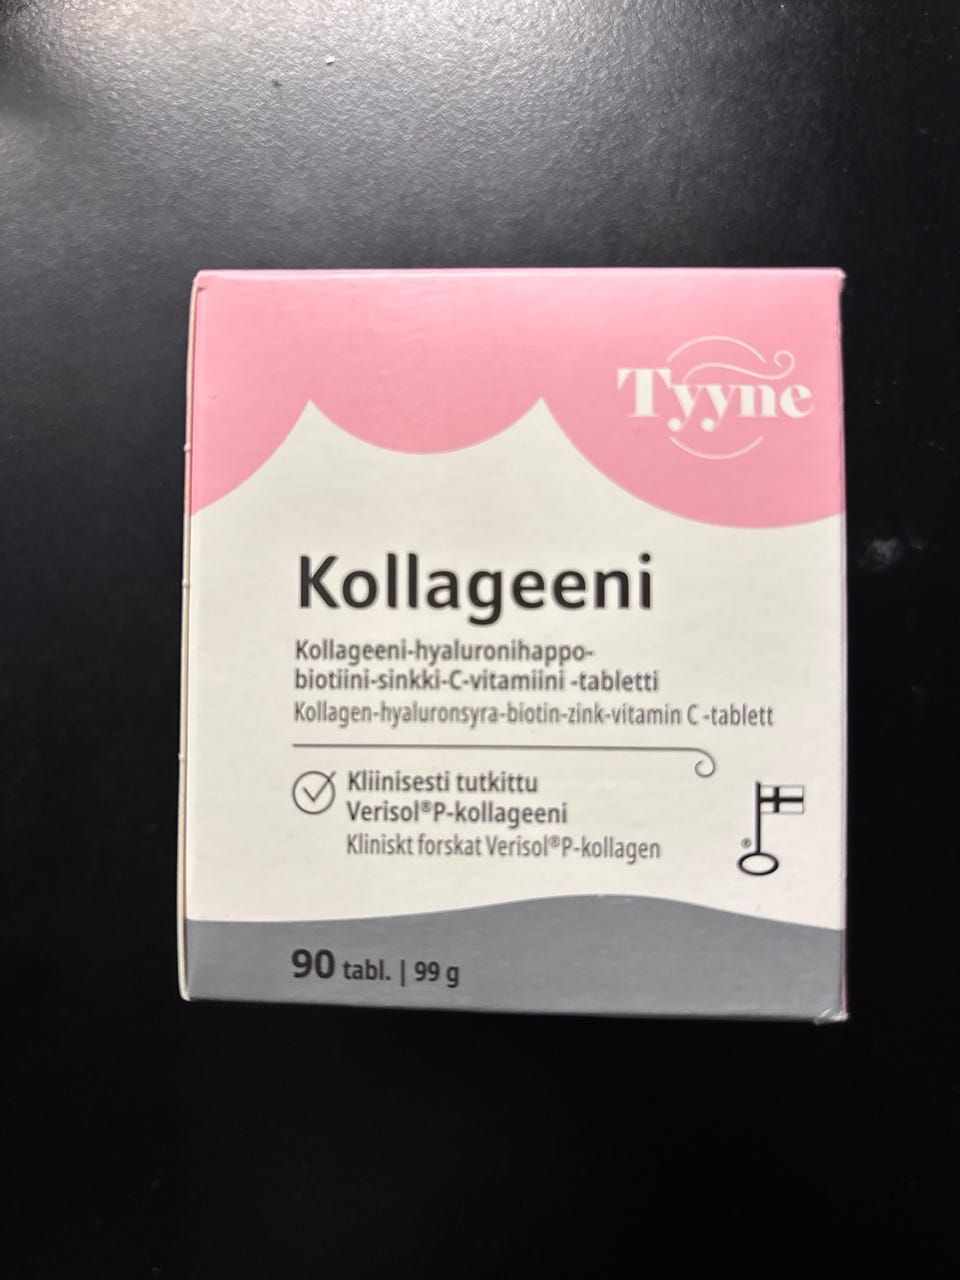 Tyyne
Kollageeni
Kollageeni-hyaluronihappo-
biotiini-sinkki-C-vitamiini -tabletti
Kollagen-hyaluronsyra-biotin-zink-vitamin C -tablett
Kliinisesti tutkittu
Verisol®P-kollageeni
Kliniskt forskat Verisol®P-kollagen
®
90 tabl. | 99 g